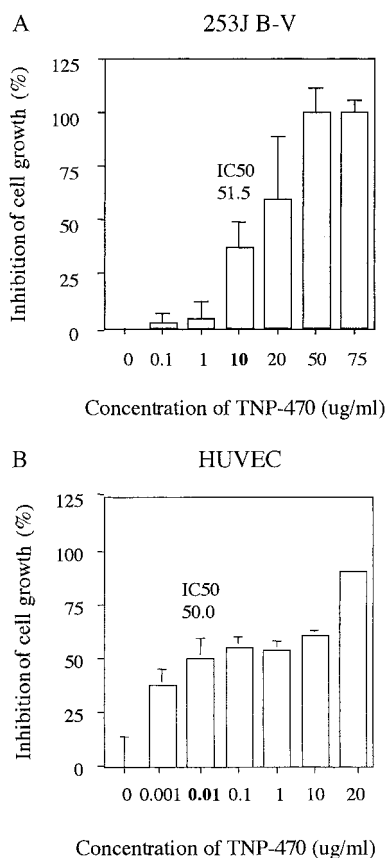 A
253J B-V
Inhibition of cell growth (%)
125
100
75
50
25
0
IC50
51.5
0 0.1 1 10 20 50 75
Concentration of TNP-470 (ug/ml)
B
HUVEC
Inhibition of cell growth (%)
125
100
75
50
25
0
IC50
50.0
0 0.001 0.01 0.1 1 10 20
Concentration of TNP-470 (ug/ml)